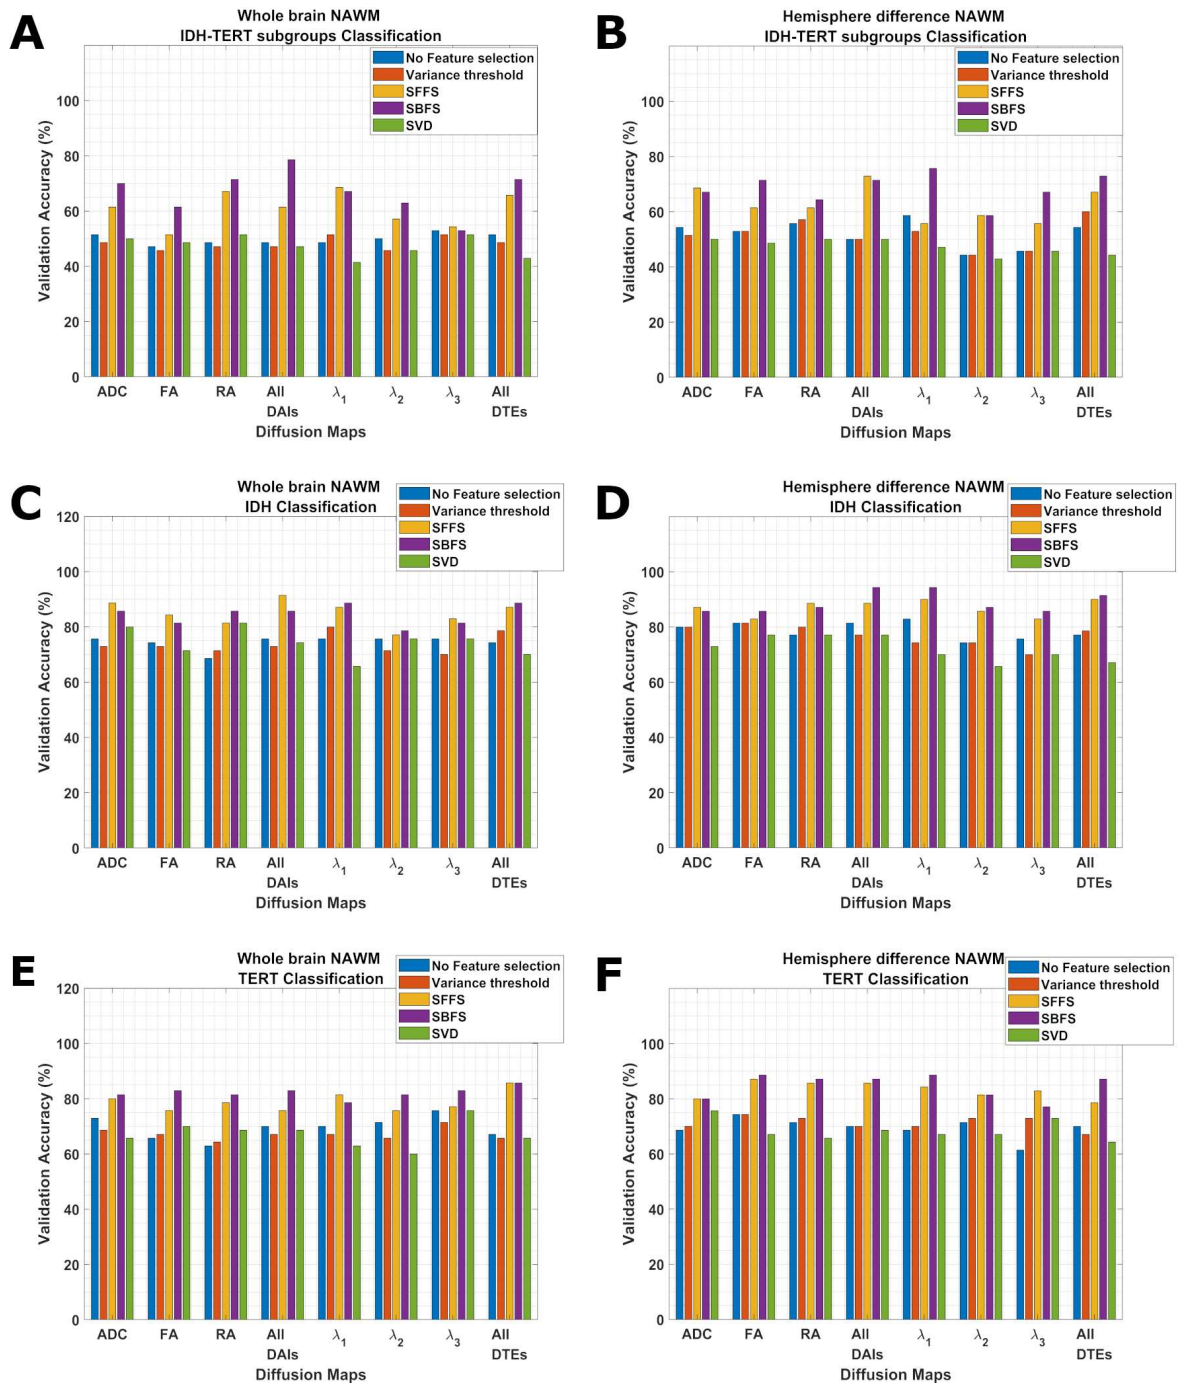 A
Whole brain NAWM
IDH-TERT subgroups Classification
No Feature selection
Variance threshold
SFFS
SBFS
SVD
Validation Accuracy (%)
100
80
60
40
20
0
ADC FA RA All λ1 λ2 λ3 All
DAIs DTEs
Diffusion Maps
B
Hemisphere difference NAWM
IDH-TERT subgroups Classification
No Feature selection
Variance threshold
SFFS
SBFS
SVD
Validation Accuracy (%)
100
80
60
40
20
0
ADC FA RA All λ1 λ2 λ3 All
DAIs DTEs
Diffusion Maps
C
Whole brain NAWM
IDH Classification
No Feature selection
Variance threshold
SFFS
SBFS
SVD
Validation Accuracy (%)
120
100
80
60
40
20
0
ADC FA RA All λ1 λ2 λ3 All
DAIs DTEs
Diffusion Maps
D
Hemisphere difference NAWM
IDH Classification
No Feature selection
Variance threshold
SFFS
SBFS
SVD
Validation Accuracy (%)
100
80
60
40
20
0
ADC FA RA All λ1 λ2 λ3 All
DAIs DTEs
Diffusion Maps
E
Whole brain NAWM
TERT Classification
No Feature selection
Variance threshold
SFFS
SBFS
SVD
Validation Accuracy (%)
120
100
80
60
40
20
0
ADC FA RA All λ1 λ2 λ3 All
DAIs DTEs
Diffusion Maps
F
Hemisphere difference NAWM
TERT Classification
No Feature selection
Variance threshold
SFFS
SBFS
SVD
Validation Accuracy (%)
100
80
60
40
20
0
ADC FA RA All λ1 λ2 λ3 All
DAIs DTEs
Diffusion Maps